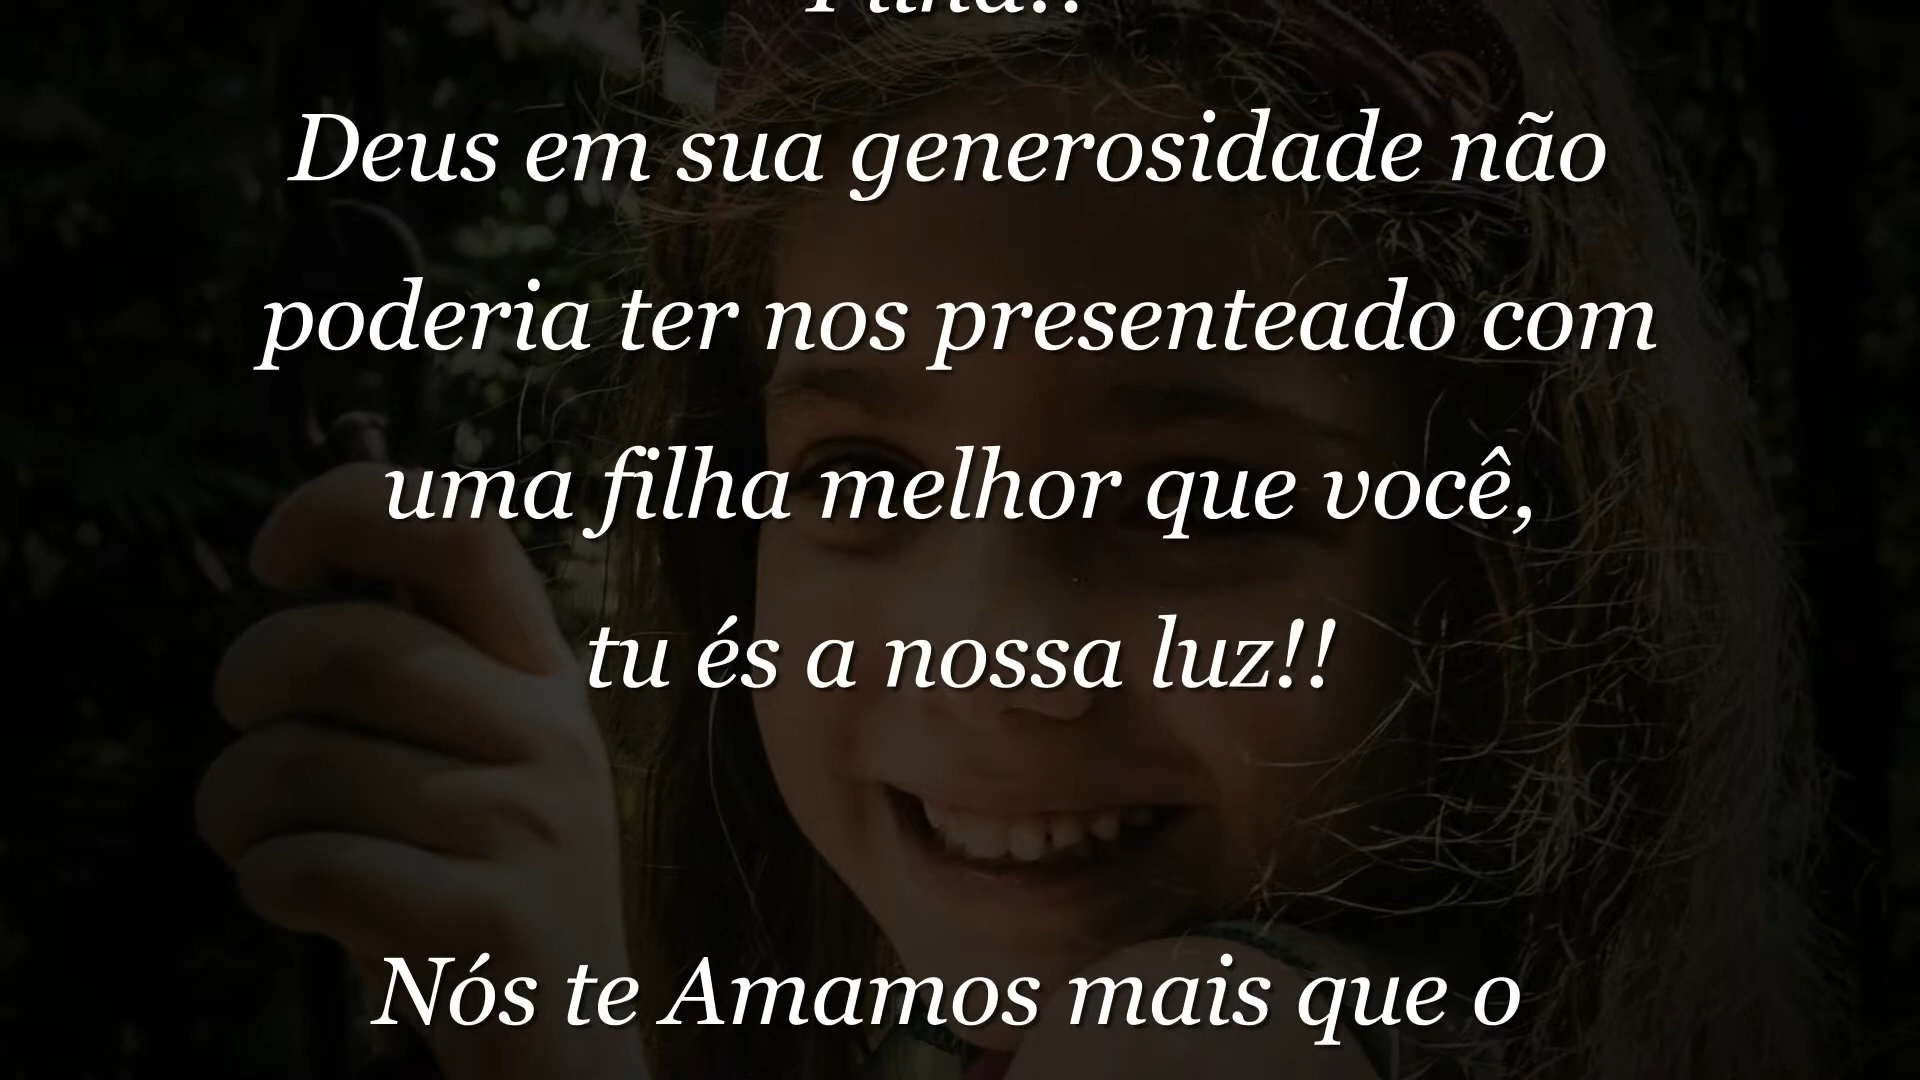 Filha!!
Deus em sua generosidade não
poderia ter nos presenteado com
uma filha melhor que você,
tu és a nossa luz!!
Nós te Amamos mais que o